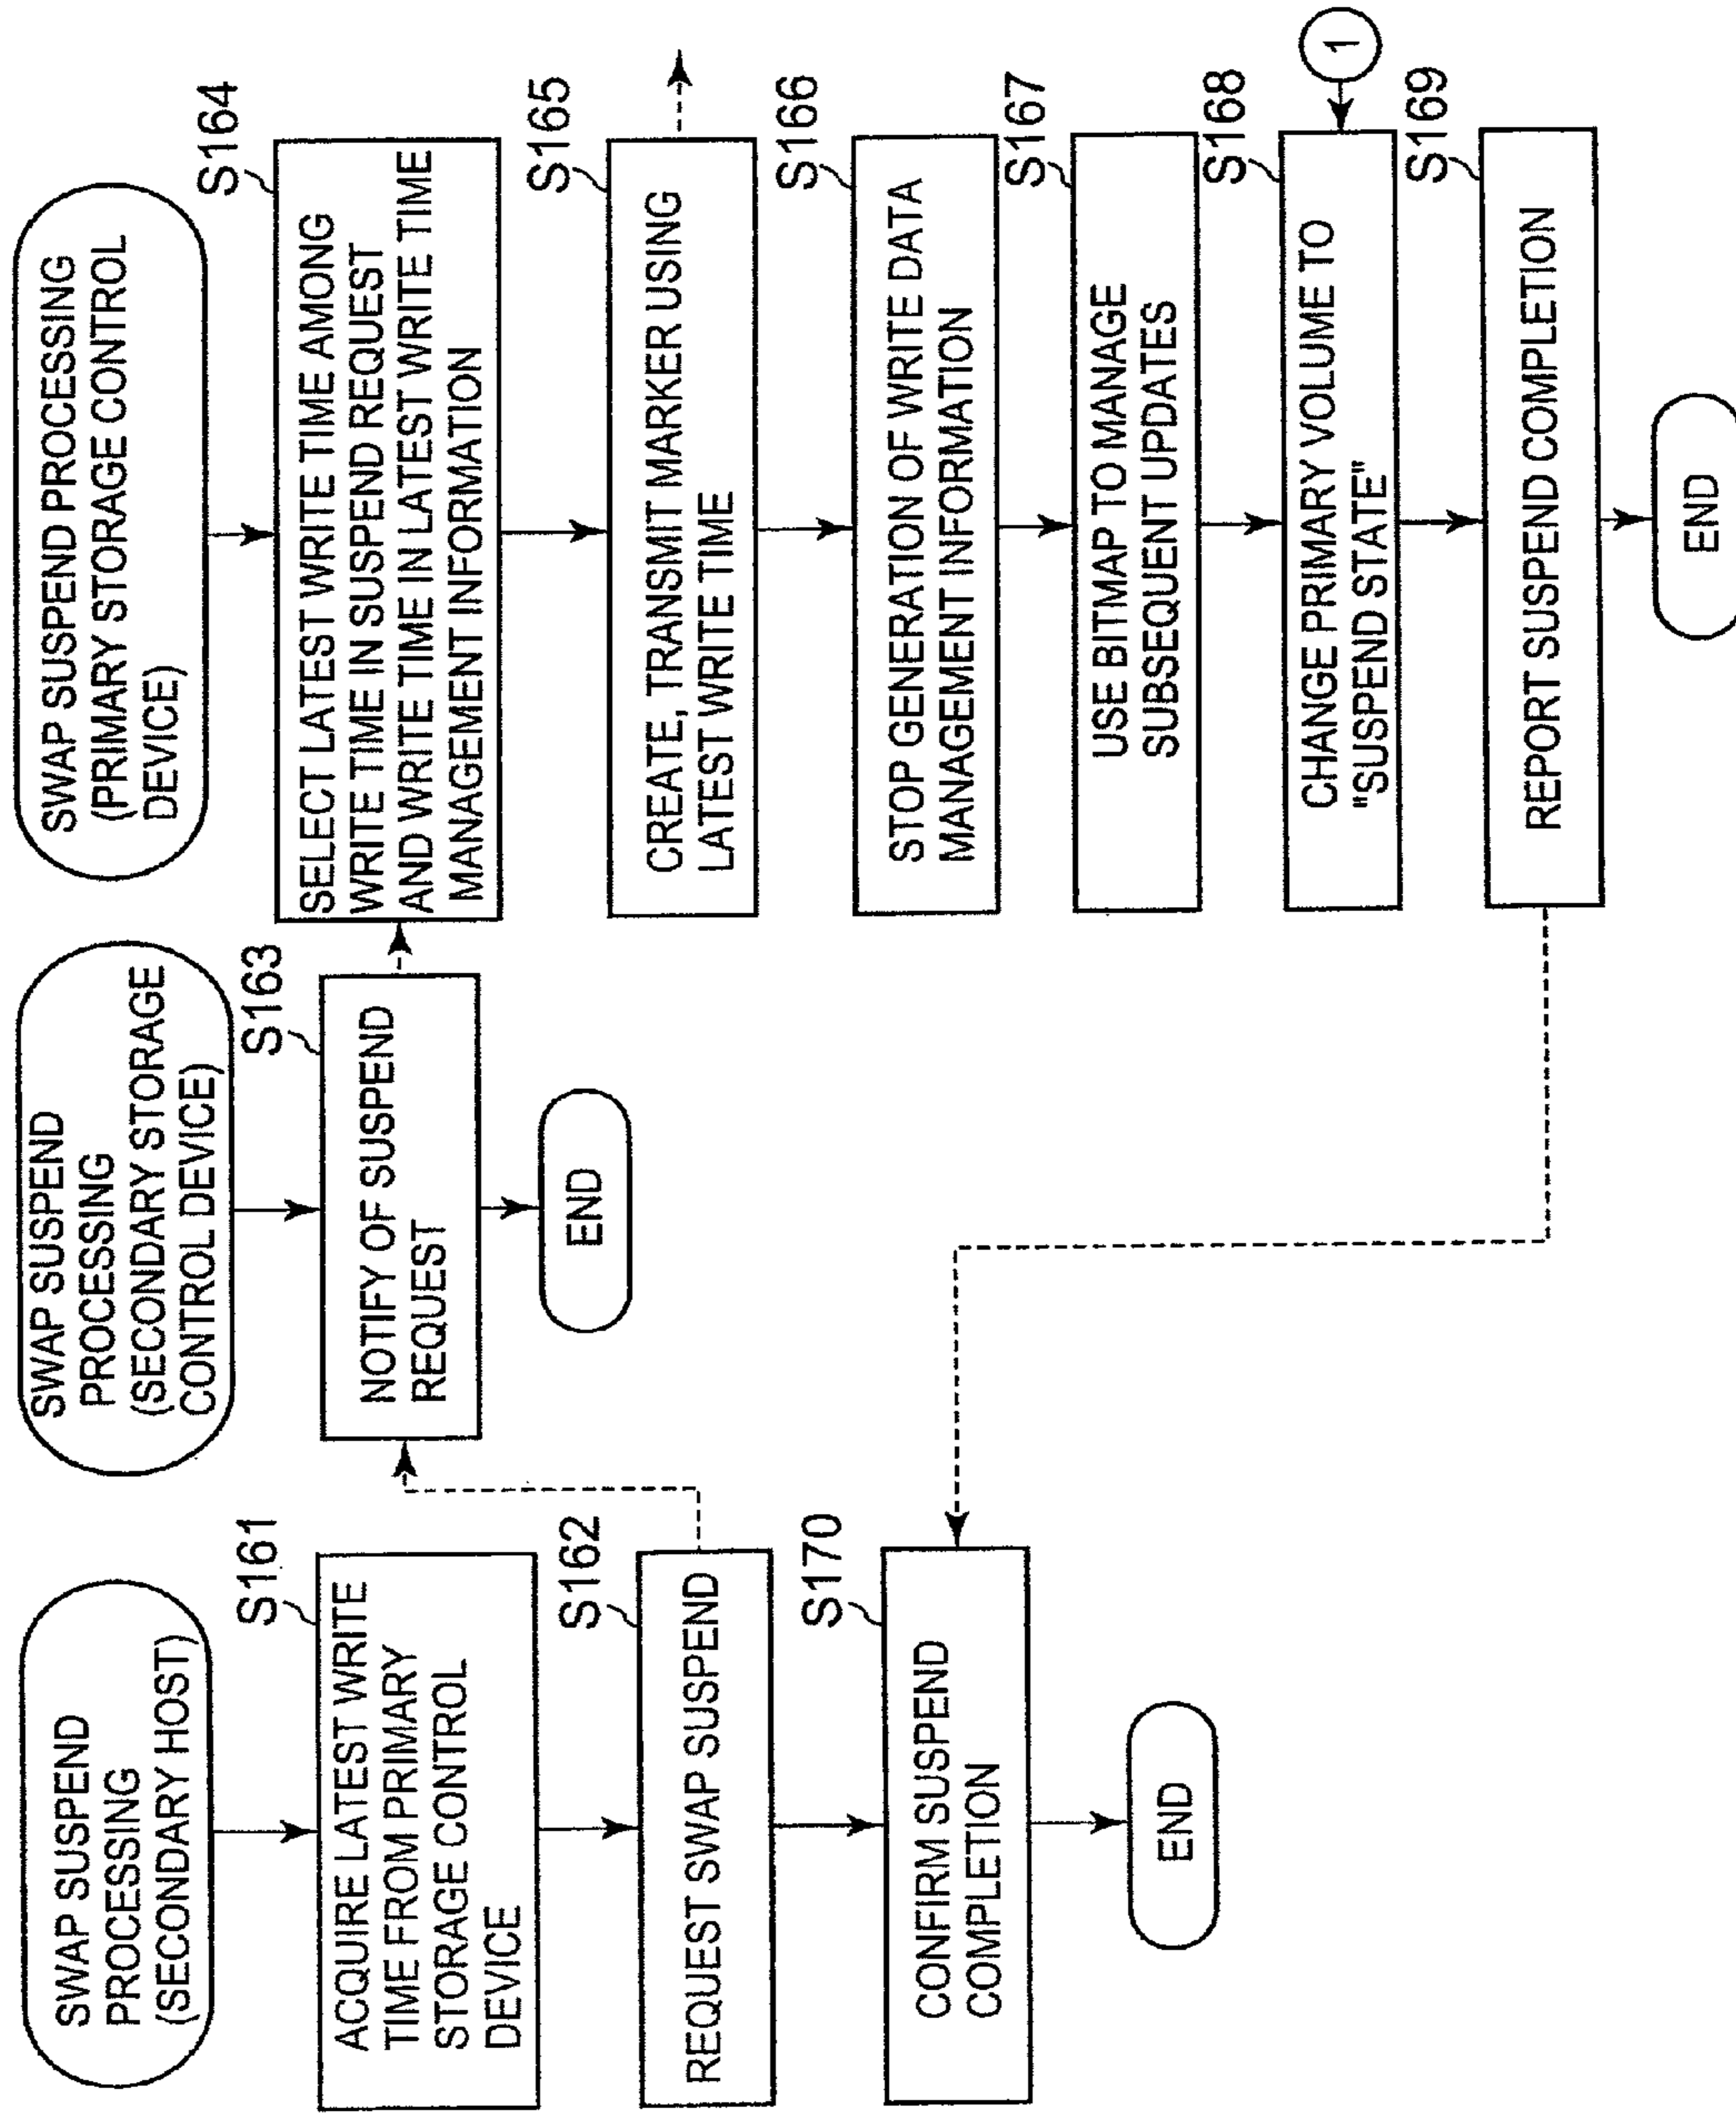 SWAP SUSPEND
PROCESSING
(SECONDARY HOST)
S161
ACQUIRE LATEST WRITE
TIME FROM PRIMARY
STORAGE CONTROL
DEVICE
S162
REQUEST SWAP SUSPEND
S170
CONFIRM SUSPEND
COMPLETION
END
SWAP SUSPEND
PROCESSING
(SECONDARY STORAGE
CONTROL DEVICE)
S163
NOTIFY OF SUSPEND
REQUEST
END
SWAP SUSPEND PROCESSING
(PRIMARY STORAGE CONTROL
DEVICE)
S164
SELECT LATEST WRITE TIME AMONG
WRITE TIME IN SUSPEND REQUEST
AND WRITE TIME IN LATEST WRITE TIME
MANAGEMENT INFORMATION
S165
CREATE, TRANSMIT MARKER USING
LATEST WRITE TIME
S166
STOP GENERATION OF WRITE DATA
MANAGEMENT INFORMATION
S167
USE BITMAP TO MANAGE
SUBSEQUENT UPDATES
S168
CHANGE PRIMARY VOLUME TO
"SUSPEND STATE"
1
S169
REPORT SUSPEND COMPLETION
END